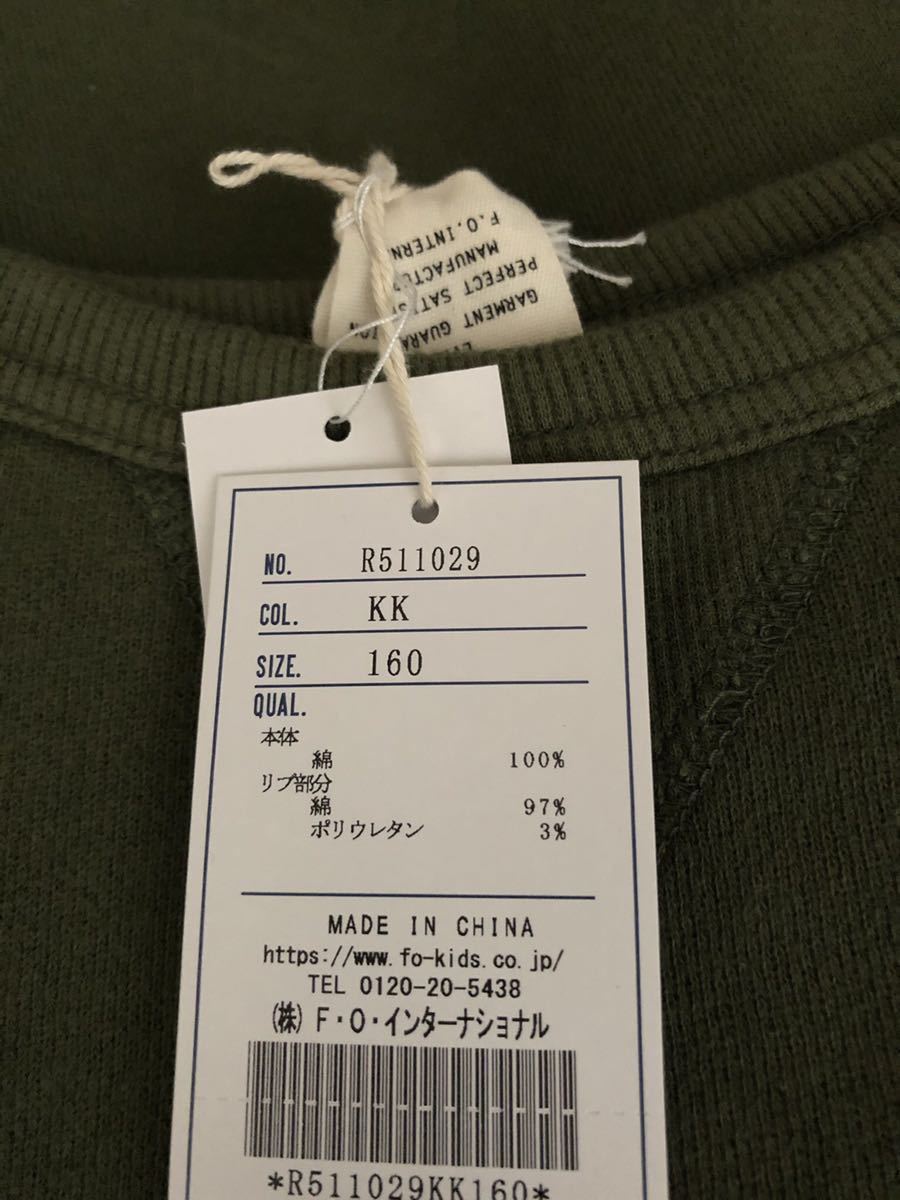 F.O.INTERN
MANUFACTU
PERFECT SATIS
GARMENT GUARA
ION
NO. R511029
COL. KK
SIZE. 160
QUAL.
本体
綿 100%
リブ部分
綿 97%
ポリウレタン 3%
MADE IN CHINA
https://www.fo-kids.co.jp/
TEL 0120-20-5438
(株) F・O・インターナショナル
*R511029KK160*